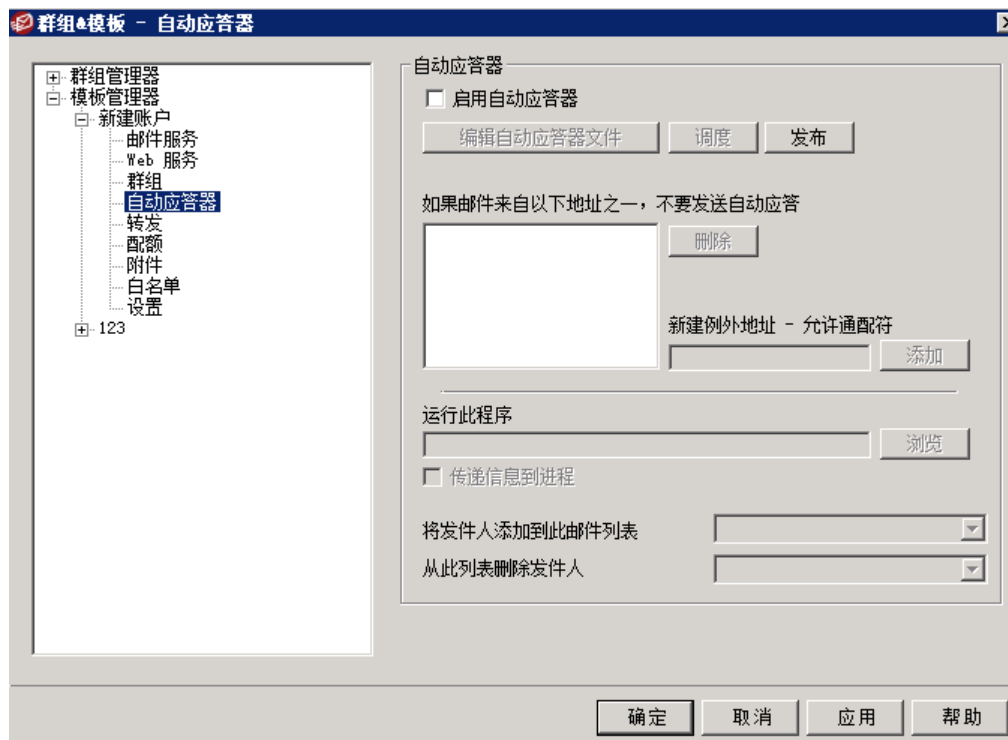 群组&模板 - 自动应答器
群组管理器
模板管理器
新建账户
邮件服务
Web 服务
群组
自动应答器
转发
配额
附件
白名单
设置
123
自动应答器
启用自动应答器
编辑自动应答器文件 调度 发布
如果邮件来自以下地址之一，不要发送自动应答
删除
新建例外地址 - 允许通配符
添加
运行此程序
浏览
传递信息到进程
将发件人添加到此邮件列表
从此列表删除发件人
确定 取消 应用 帮助